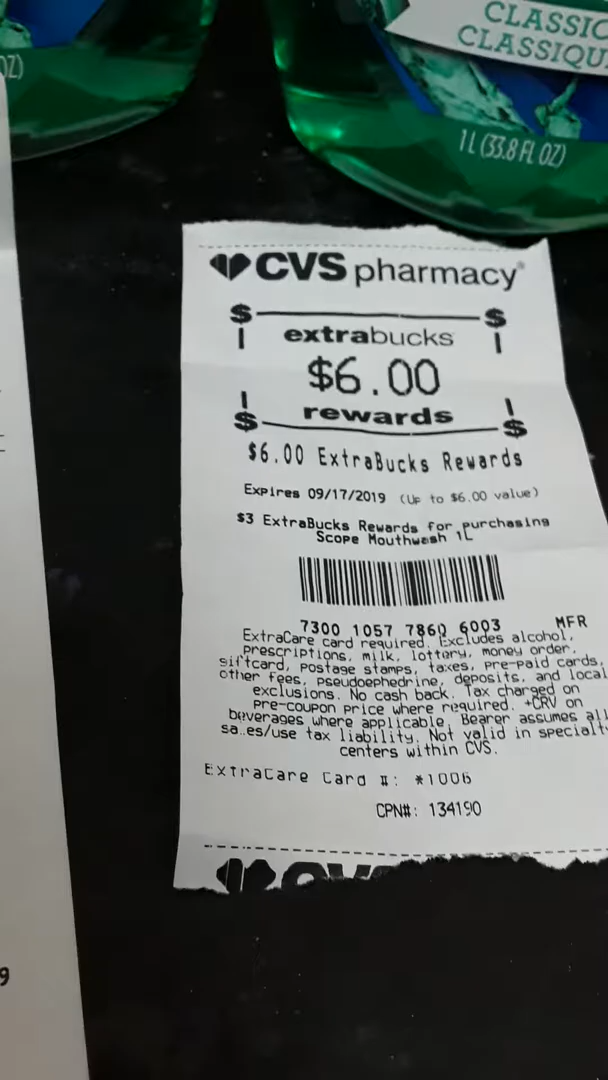 OZ)
CLASSIC
CLASSIQU
1 L (33.8 FL OZ)
CVS pharmacy®
$ $
extrabucks
$6.00
rewards
$ $
$6.00 ExtraBucks Rewards
Expires 09/17/2019 (Up to $6.00 value)
$3 ExtraBucks Rewards for purchasing
Scope Mouthwash 1L
7300 1057 7860 6003 MFR
ExtraCare card required. Excludes alcohol,
prescriptions, milk, lottery, money order,
giftcard, postage stamps, taxes, pre-paid cards,
other fees, pseudoephedrine, deposits, and local
exclusions. No cash back. Tax charged on
pre-coupon price where required. +CRV on
beverages where applicable. Bearer assumes all
sales/use tax liability. Not valid in specialt
centers within CVS.
ExtraCare Card #: *1006
CPN#: 134190
CVS
9